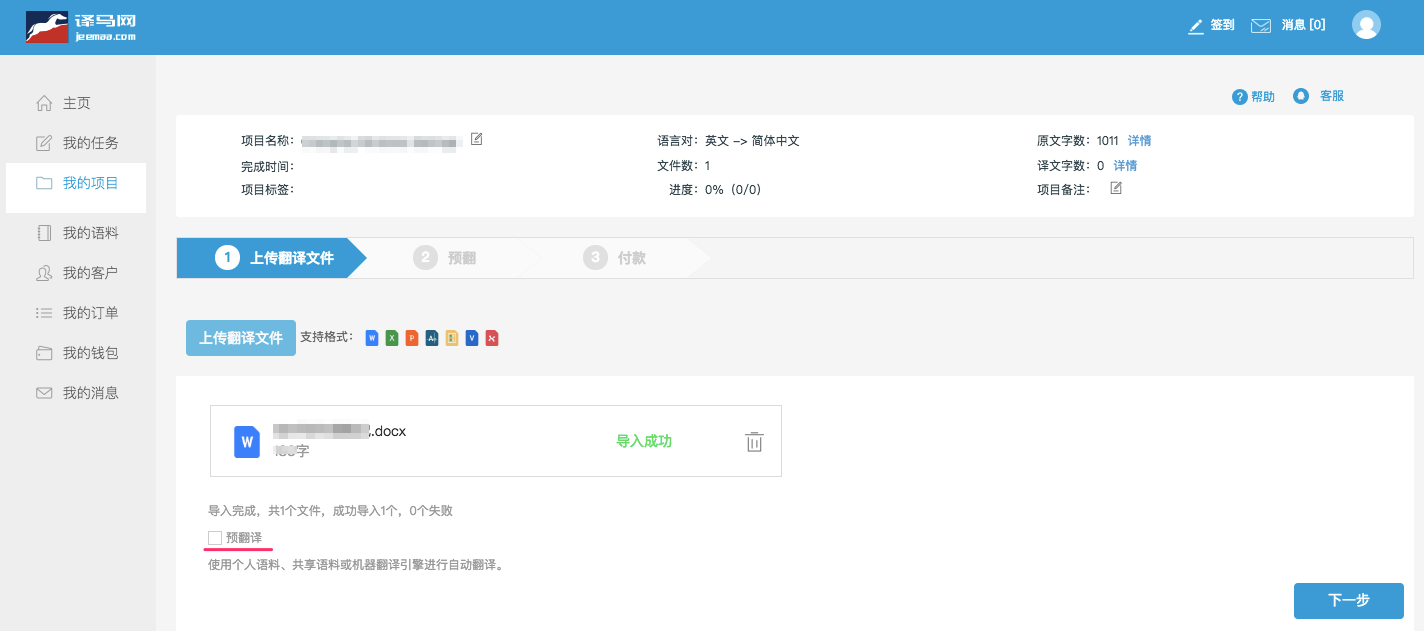 译马网
jeemaa.com
签到
消息 [0]
帮助
客服
主页
我的任务
我的项目
我的语料
我的客户
我的订单
我的钱包
我的消息
项目名称：
语言对：英文 -> 简体中文
原文字数：1011 详情
完成时间：
文件数：1
译文字数：0 详情
项目标签：
进度：0%（0/0）
项目备注：
1 上传翻译文件
2 预翻
3 付款
上传翻译文件 支持格式：
W X P A V
W
.docx
字
导入成功
导入完成，共1个文件，成功导入1个，0个失败
预翻译
使用个人语料、共享语料或机器翻译引擎进行自动翻译。
下一步